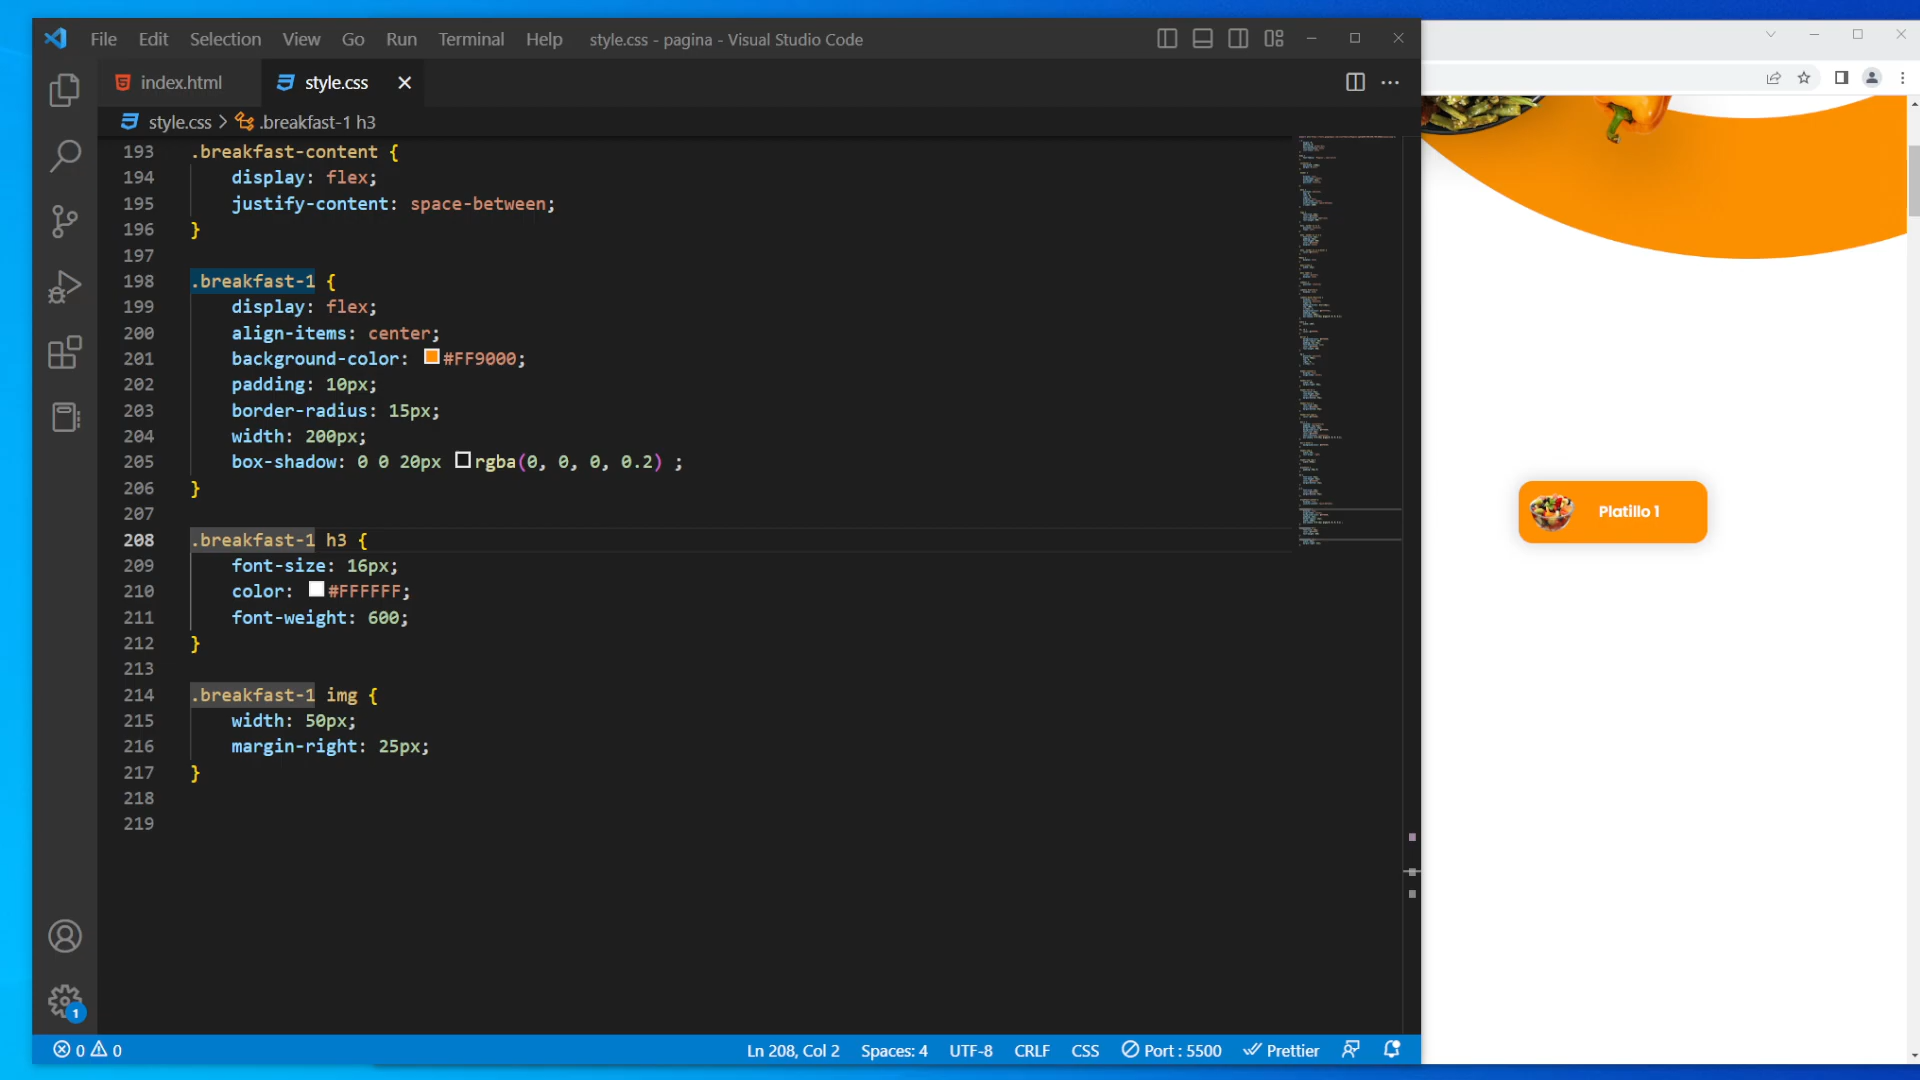 File Edit Selection View Go Run Terminal Help style.css - pagina - Visual Studio Code
index.html style.css
style.css > .breakfast-1 h3
193 .breakfast-content {
194 display: flex;
195 justify-content: space-between;
196 }
197
198 .breakfast-1 {
199 display: flex;
200 align-items: center;
201 background-color: #FF9000;
202 padding: 10px;
203 border-radius: 15px;
204 width: 200px;
205 box-shadow: 0 0 20px rgba(0, 0, 0, 0.2) ;
206 }
207
208 .breakfast-1 h3 {
209 font-size: 16px;
210 color: #FFFFFF;
211 font-weight: 600;
212 }
213
214 .breakfast-1 img {
215 width: 50px;
216 margin-right: 25px;
217 }
218
219
Platillo 1
1
0 0 Ln 208, Col 2 Spaces: 4 UTF-8 CRLF CSS Port : 5500 Prettier